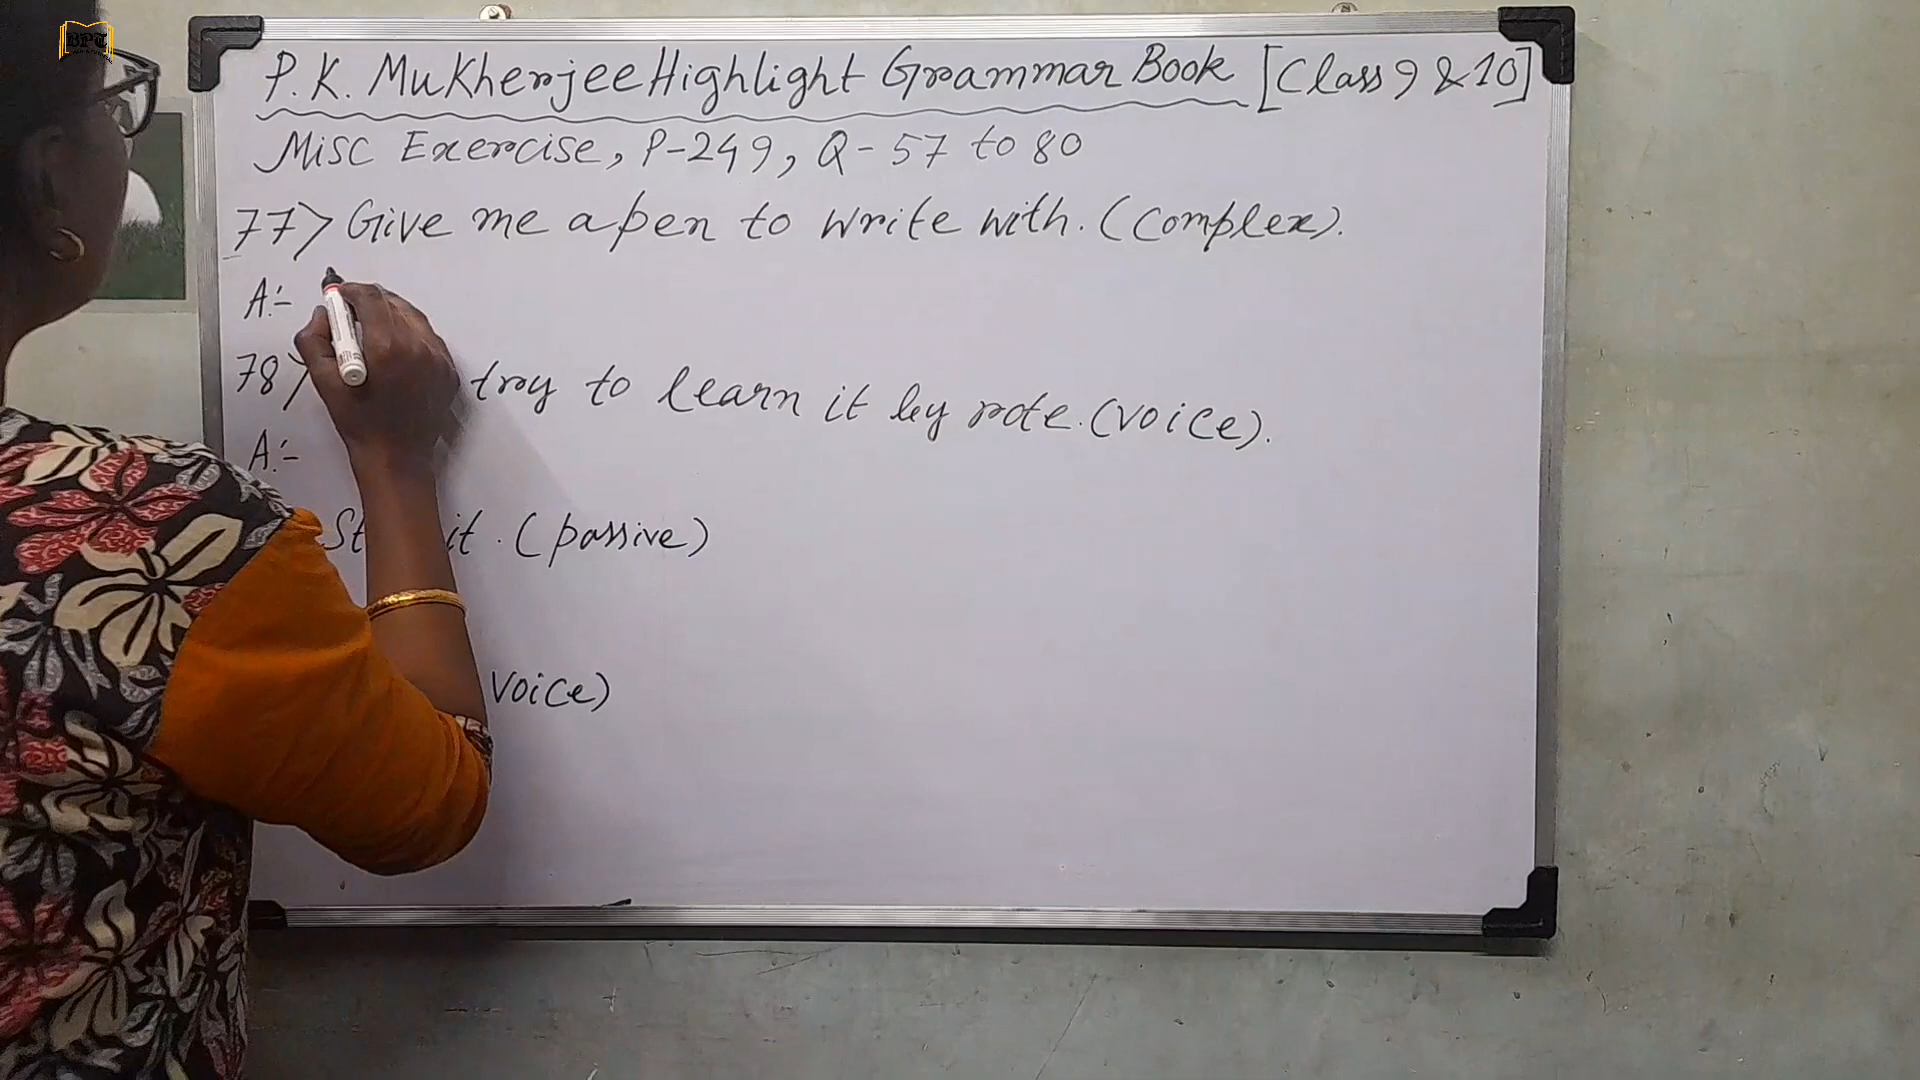 BPT
P.K. Mukherjee Highlight Grammar Book [Class 9 & 10]
Misc Exercise, P-249, Q-57 to 80
77> Give me a pen to write with. (Complex).
A:-
78> try to learn it by rote. (Voice).
A:-
it. (passive)
Voice)